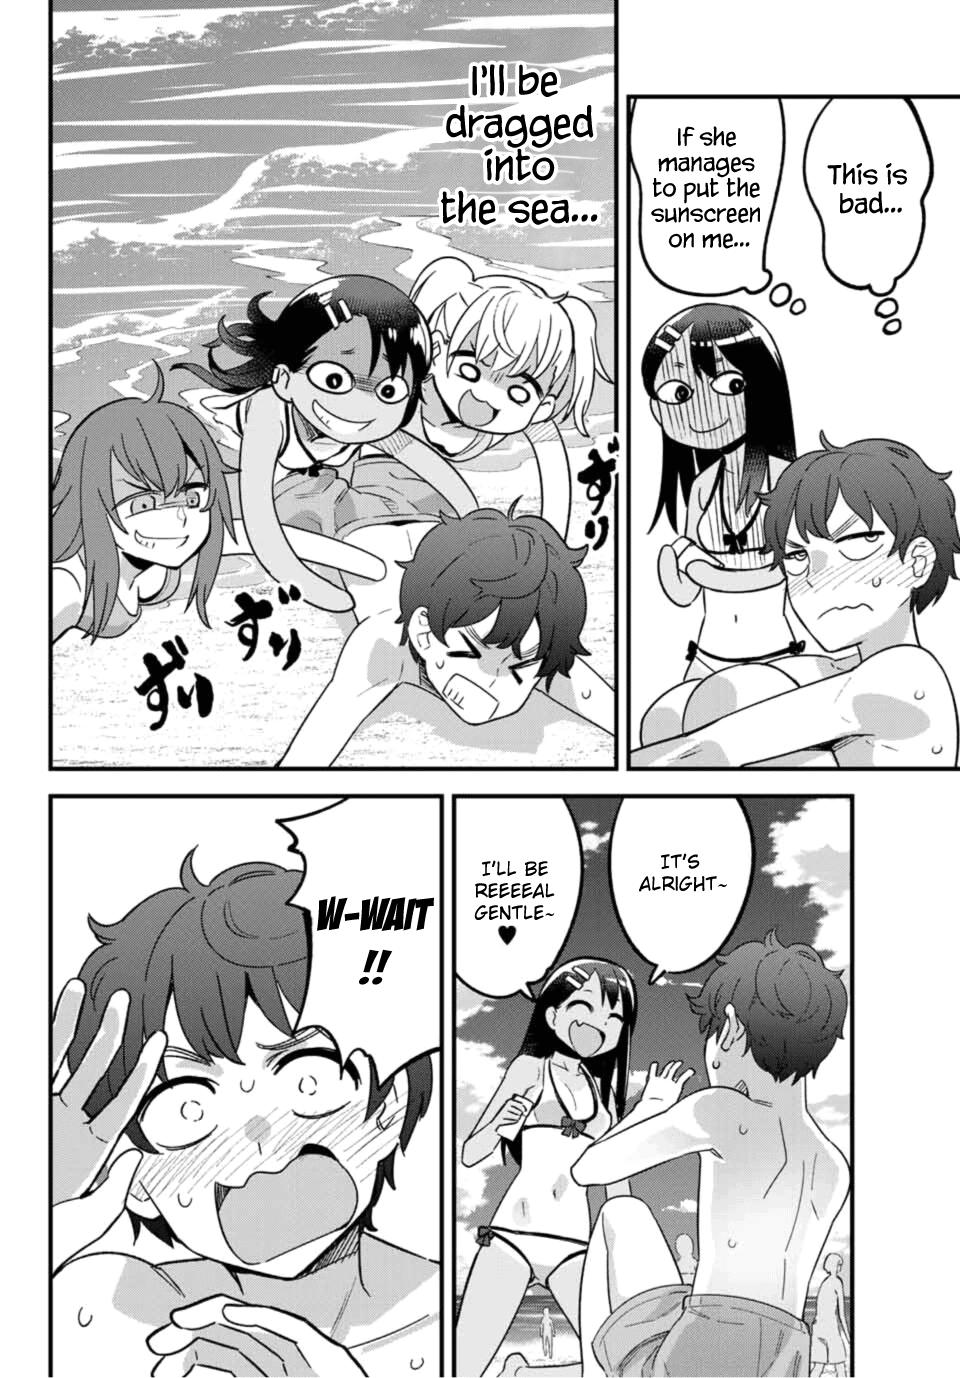 This is
bad...
If she
manages
to put the
sunscreen
on me...
I'll be
dragged
into
the sea...
ずり
ずり
ずり
IT'S
ALRIGHT~
I'LL BE
REEEEAL
GENTLE~
♥
W-WAIT
!!